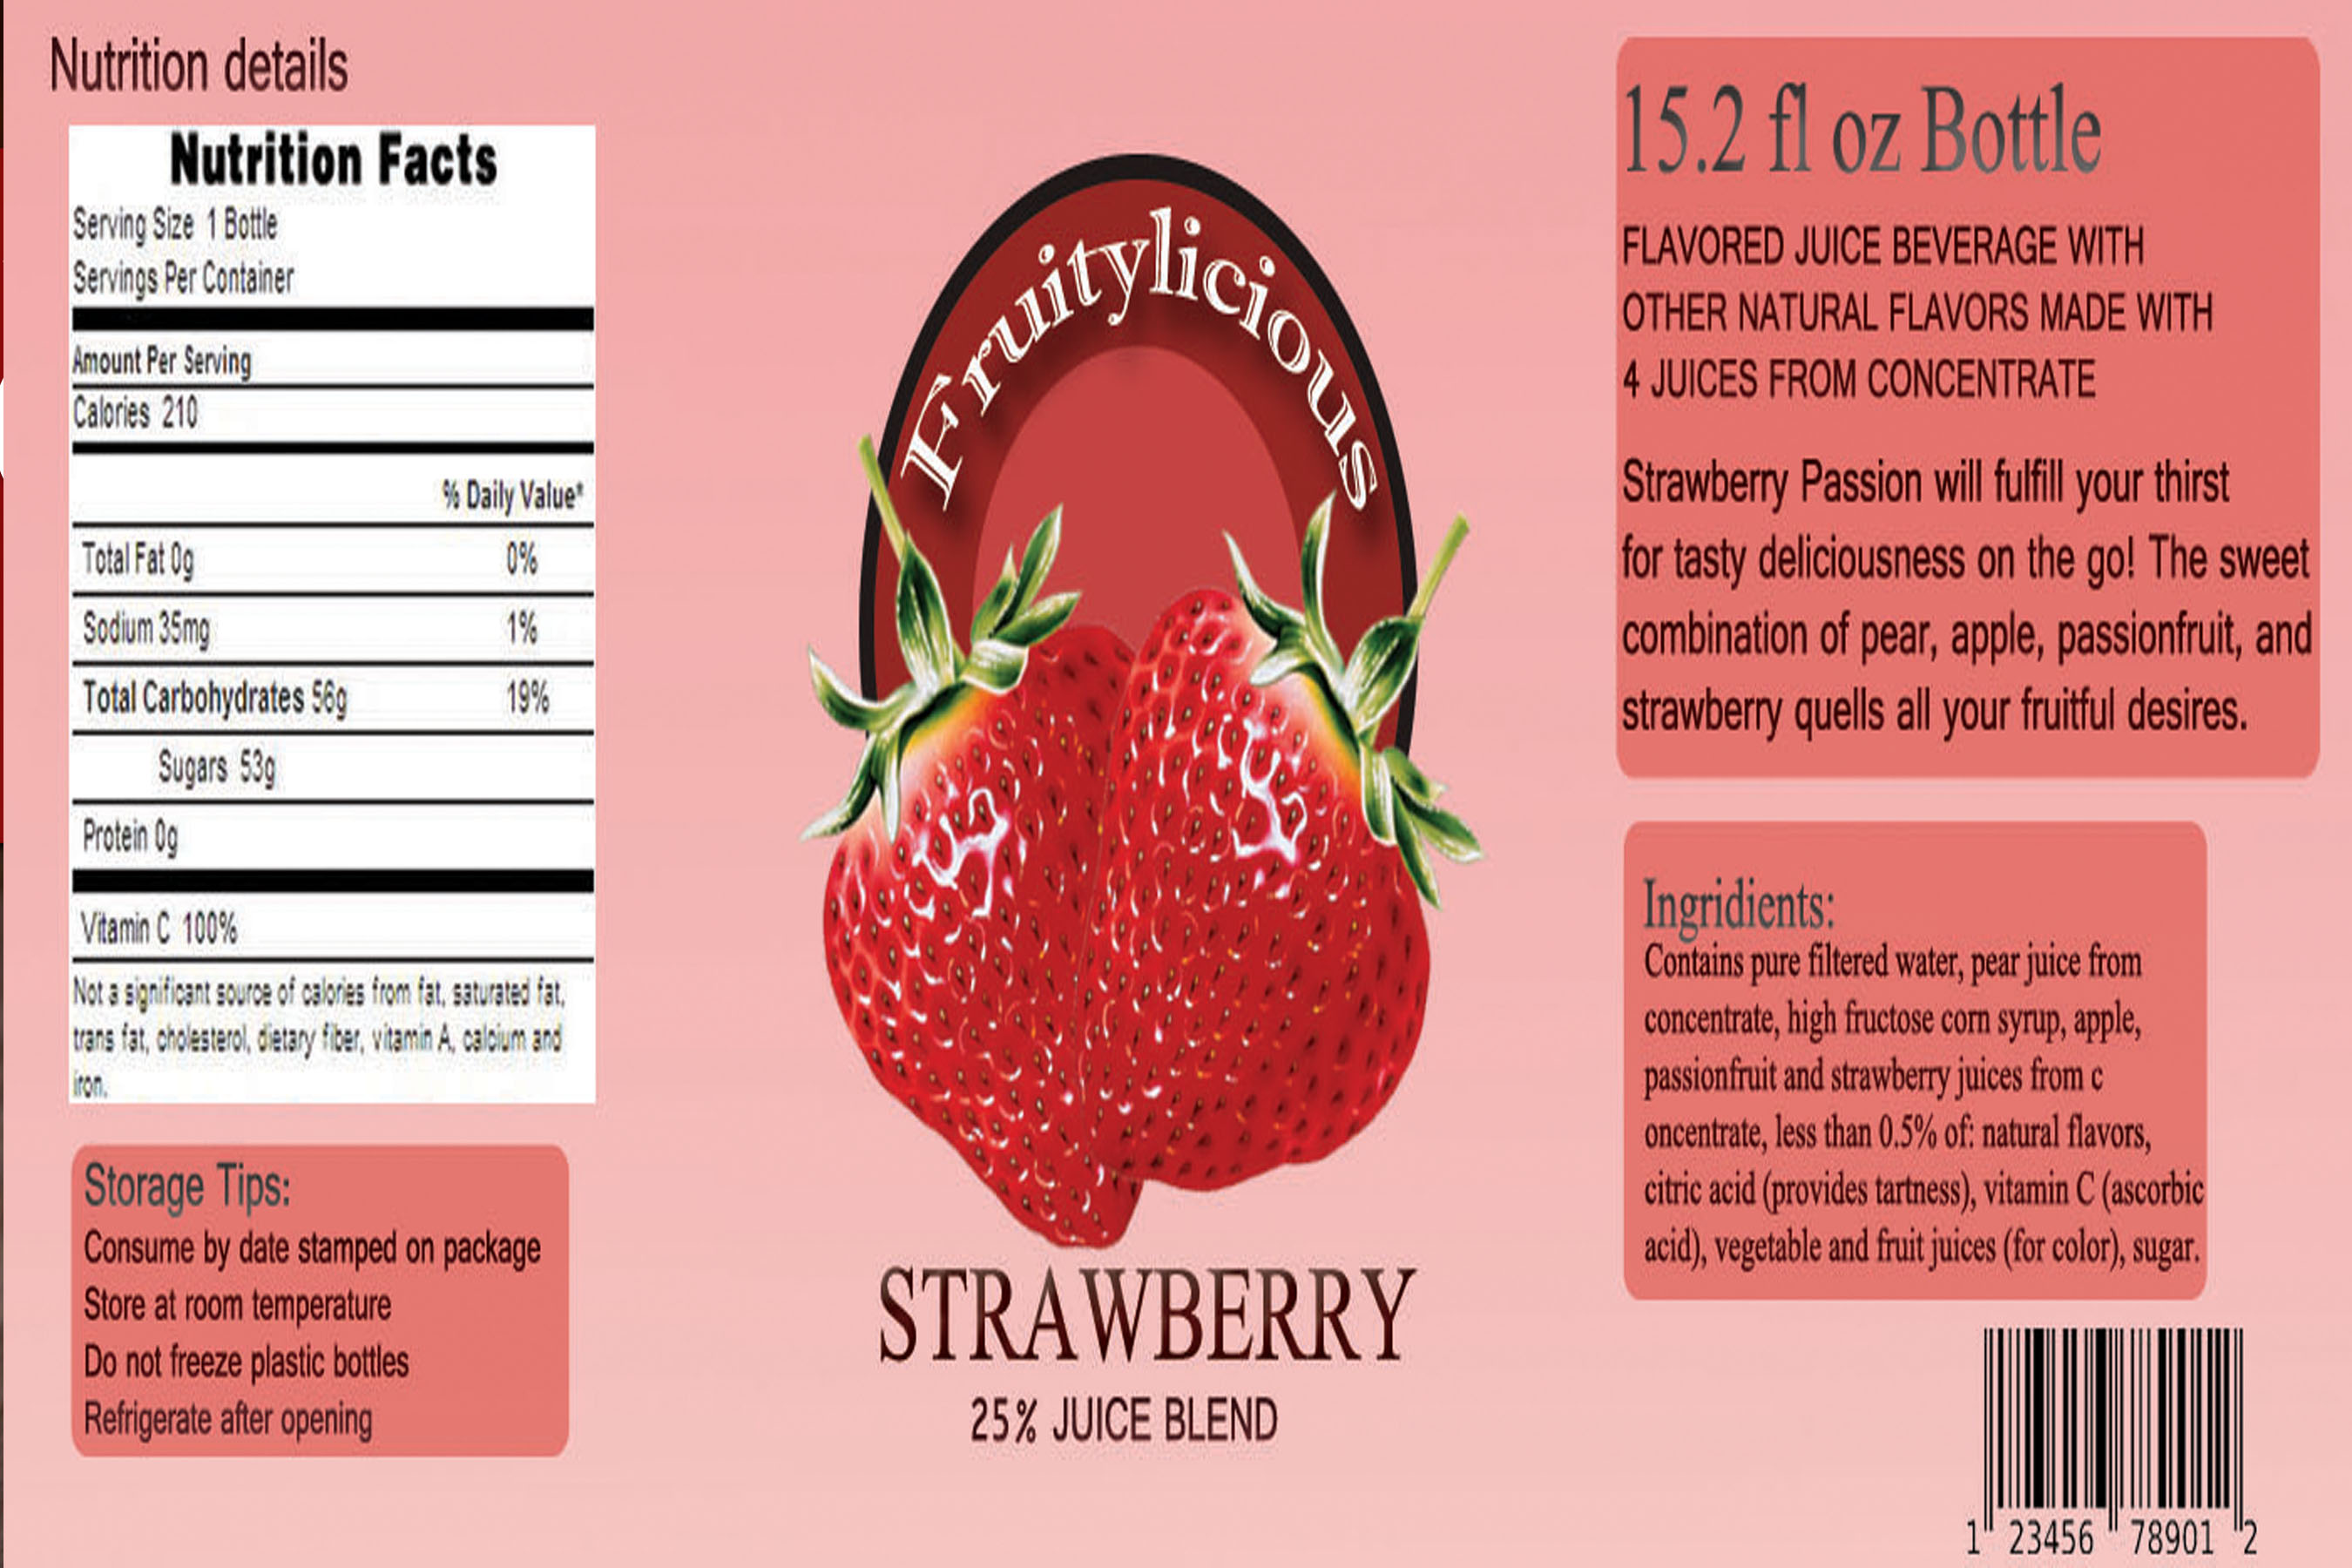 Nutrition details
Nutrition Facts
Serving Size 1 Bottle
Servings Per Container
Amount Per Serving
Calories 210
% Daily Value*
Total Fat 0g 0%
Sodium 35mg 1%
Total Carbohydrates 56g 19%
Sugars 53g
Protein 0g
Vitamin C 100%
Not a significant source of calories from fat, saturated fat,
trans fat, cholesterol, dietary fiber, vitamin A, calcium and
iron.
Storage Tips:
Consume by date stamped on package
Store at room temperature
Do not freeze plastic bottles
Refrigerate after opening
Fruitylicious
STRAWBERRY
25% JUICE BLEND
15.2 fl oz Bottle
FLAVORED JUICE BEVERAGE WITH
OTHER NATURAL FLAVORS MADE WITH
4 JUICES FROM CONCENTRATE
Strawberry Passion will fulfill your thirst
for tasty deliciousness on the go! The sweet
combination of pear, apple, passionfruit, and
strawberry quells all your fruitful desires.
Ingridients:
Contains pure filtered water, pear juice from
concentrate, high fructose corn syrup, apple,
passionfruit and strawberry juices from c
oncentrate, less than 0.5% of: natural flavors,
citric acid (provides tartness), vitamin C (ascorbic
acid), vegetable and fruit juices (for color), sugar.
1 23456 78901 2